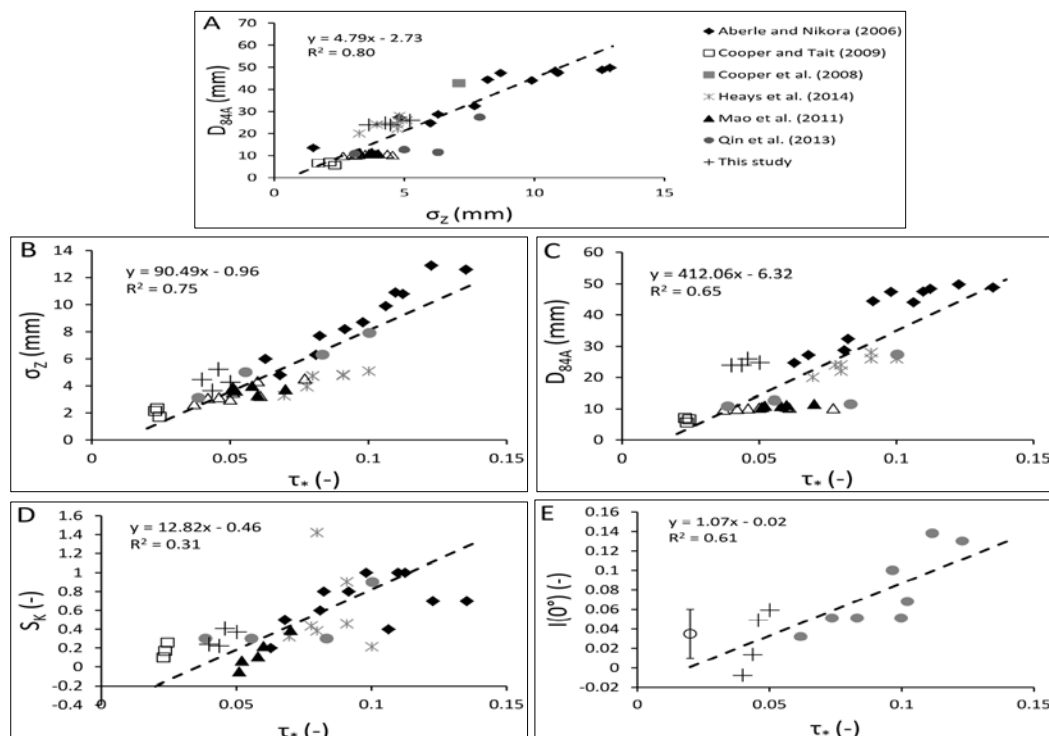 A
D84A (mm)
70
60
50
40
30
20
10
0
y = 4.79x - 2.73
R² = 0.80
5
10
15
σZ (mm)
Aberle and Nikora (2006)
Cooper and Tait (2009)
Cooper et al. (2008)
Heays et al. (2014)
Mao et al. (2011)
Qin et al. (2013)
This study
B
σZ (mm)
14
12
10
8
6
4
2
0
y = 90.49x - 0.96
R² = 0.75
0
0.05
0.1
0.15
τ* (-)
C
D84A (mm)
60
50
40
30
20
10
0
y = 412.06x - 6.32
R² = 0.65
0
0.05
0.1
0.15
τ* (-)
D
SK (-)
1.6
1.4
1.2
1
0.8
0.6
0.4
0.2
0
-0.2
-0.4
y = 12.82x - 0.46
R² = 0.31
0
0.05
0.1
0.15
τ* (-)
E
I(0°) (-)
0.16
0.14
0.12
0.1
0.08
0.06
0.04
0.02
0
-0.02
y = 1.07x - 0.02
R² = 0.61
0
0.05
0.1
0.15
τ* (-)